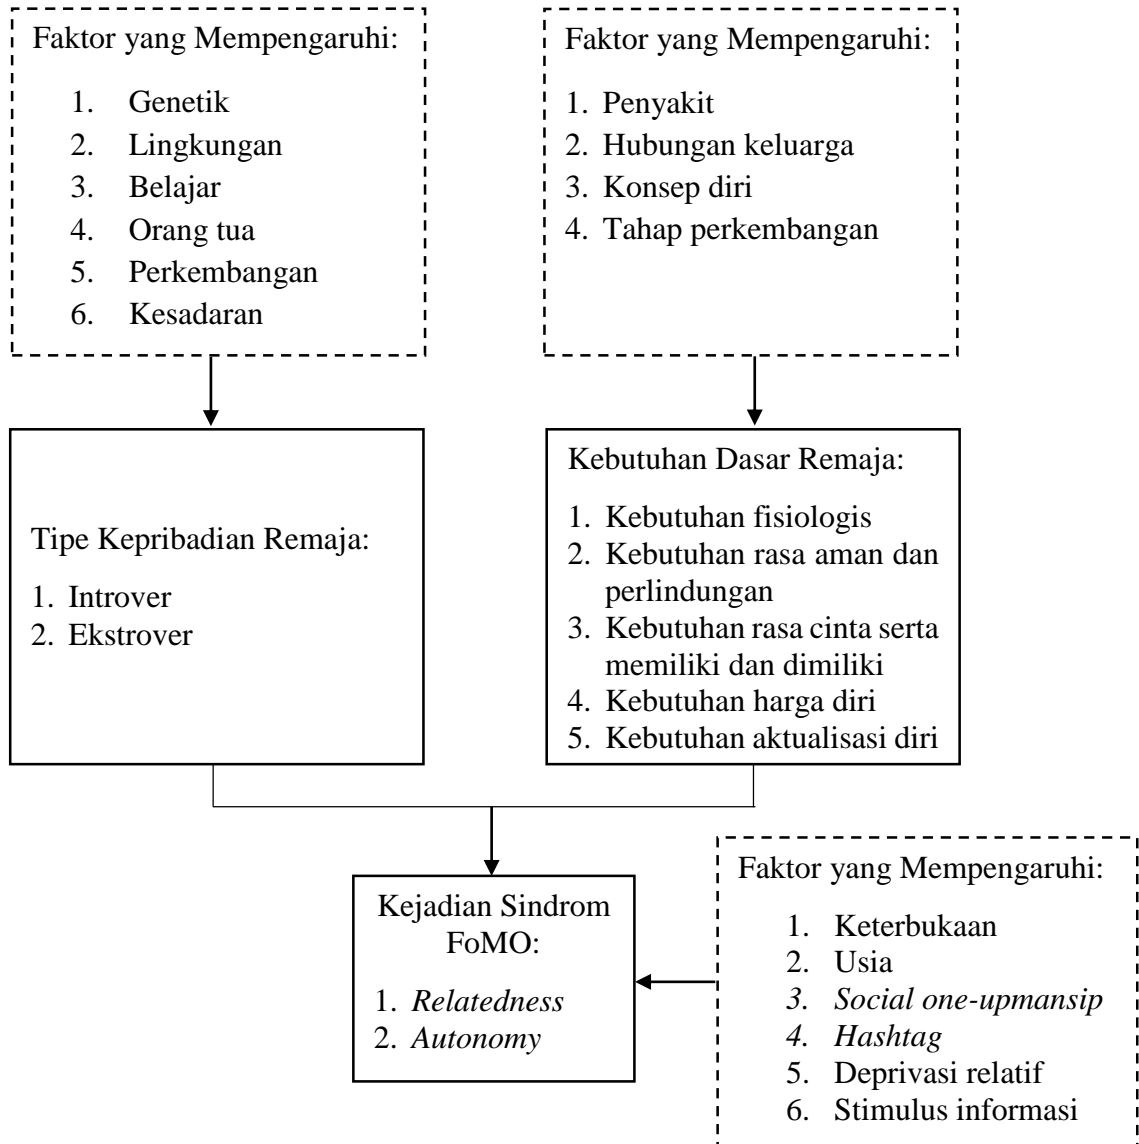 Faktor yang Mempengaruhi:
1. Genetik
2. Lingkungan
3. Belajar
4. Orang tua
5. Perkembangan
6. Kesadaran
Faktor yang Mempengaruhi:
1. Penyakit
2. Hubungan keluarga
3. Konsep diri
4. Tahap perkembangan
Tipe Kepribadian Remaja:
1. Introver
2. Ekstrover
Kebutuhan Dasar Remaja:
1. Kebutuhan fisiologis
2. Kebutuhan rasa aman dan
perlindungan
3. Kebutuhan rasa cinta serta
memiliki dan dimiliki
4. Kebutuhan harga diri
5. Kebutuhan aktualisasi diri
Kejadian Sindrom
FoMO:
1. Relatedness
2. Autonomy
Faktor yang Mempengaruhi:
1. Keterbukaan
2. Usia
3. Social one-upmansip
4. Hashtag
5. Deprivasi relatif
6. Stimulus informasi